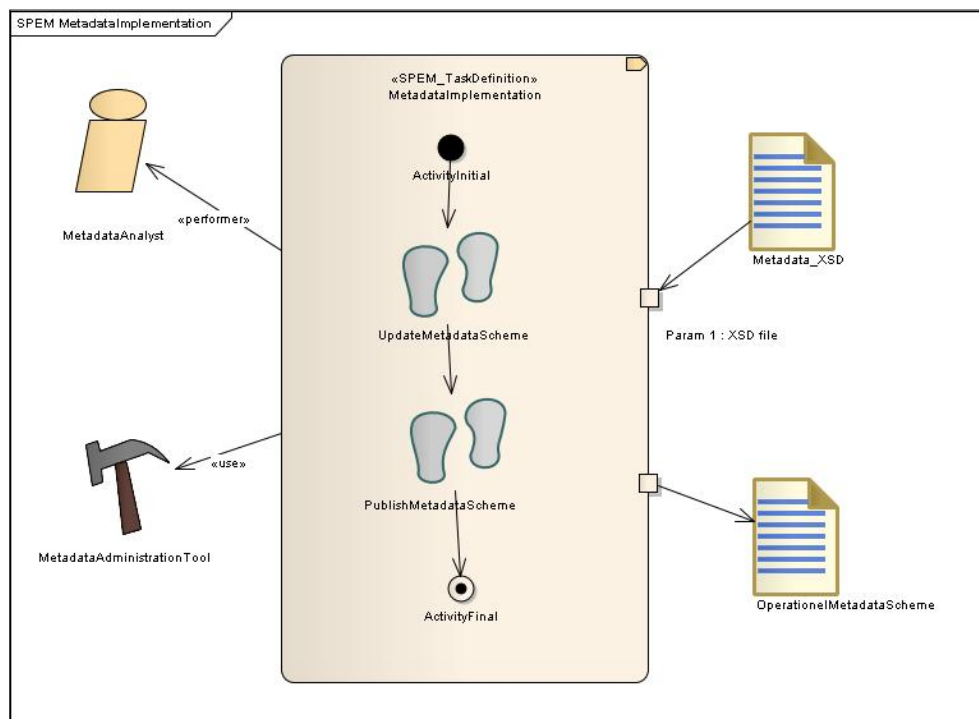 SPEM MetadataImplementation
«SPEM_TaskDefinition»
MetadataImplementation
ActivityInitial
«performer»
MetadataAnalyst
Metadata_XSD
UpdateMetadataScheme
Param 1 : XSD file
«use»
MetadataAdministrationTool
PublishMetadataScheme
OperationelMetadataScheme
ActivityFinal